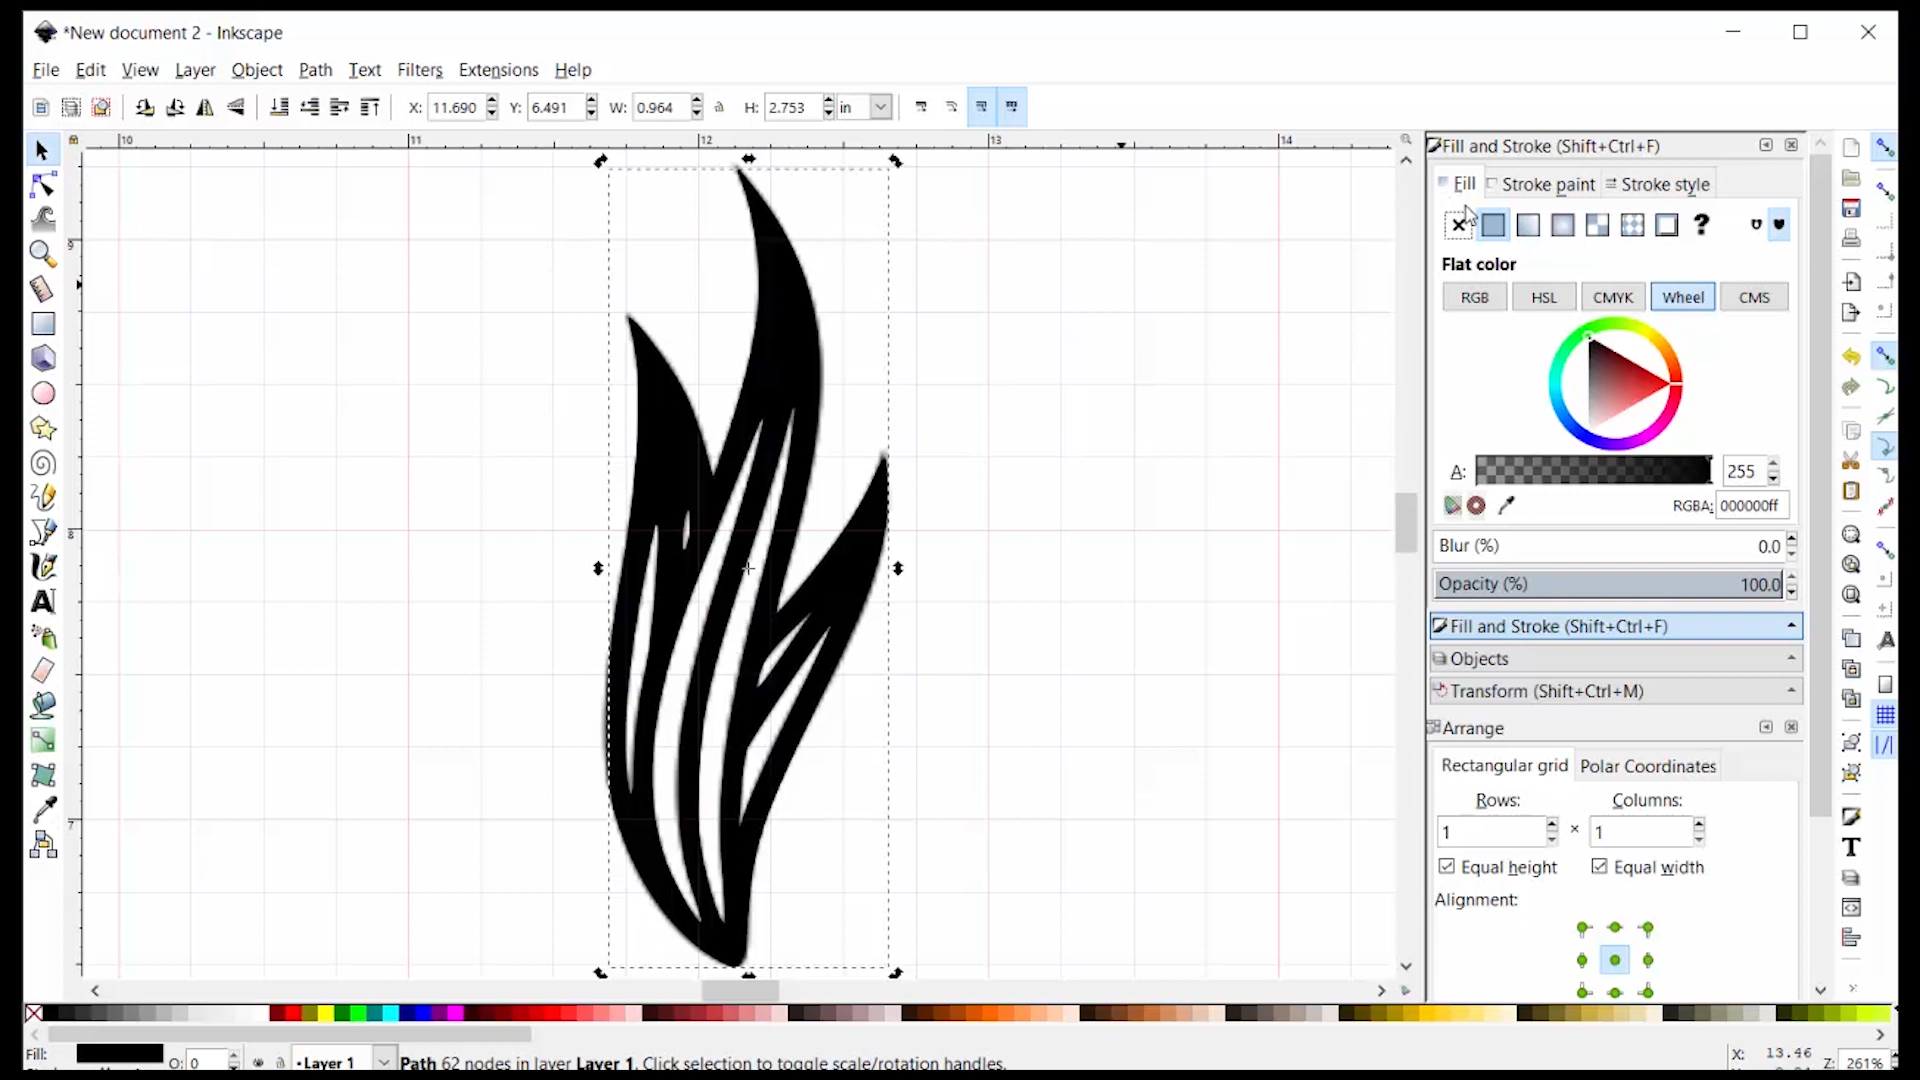 *New document 2 - Inkscape
File Edit View Layer Object Path Text Filters Extensions Help
X: 11.690 Y: 6.491 W: 0.964 H: 2.753 in
10 11 12 13 14
Fill and Stroke (Shift+Ctrl+F)
Fill Stroke paint Stroke style
?
Flat color
RGB HSL CMYK Wheel CMS
A: 255
RGBA: 000000ff
Blur (%) 0.0
Opacity (%) 100.0
Fill and Stroke (Shift+Ctrl+F)
Objects
Transform (Shift+Ctrl+M)
Arrange
Rectangular grid Polar Coordinates
Rows: Columns:
1 × 1
Equal height Equal width
Alignment:
9
8
7
Fill: O: 0 Layer 1 Path 62 nodes in layer Layer 1. Click selection to toggle scale/rotation handles.
X: 13.46 Z: 261%